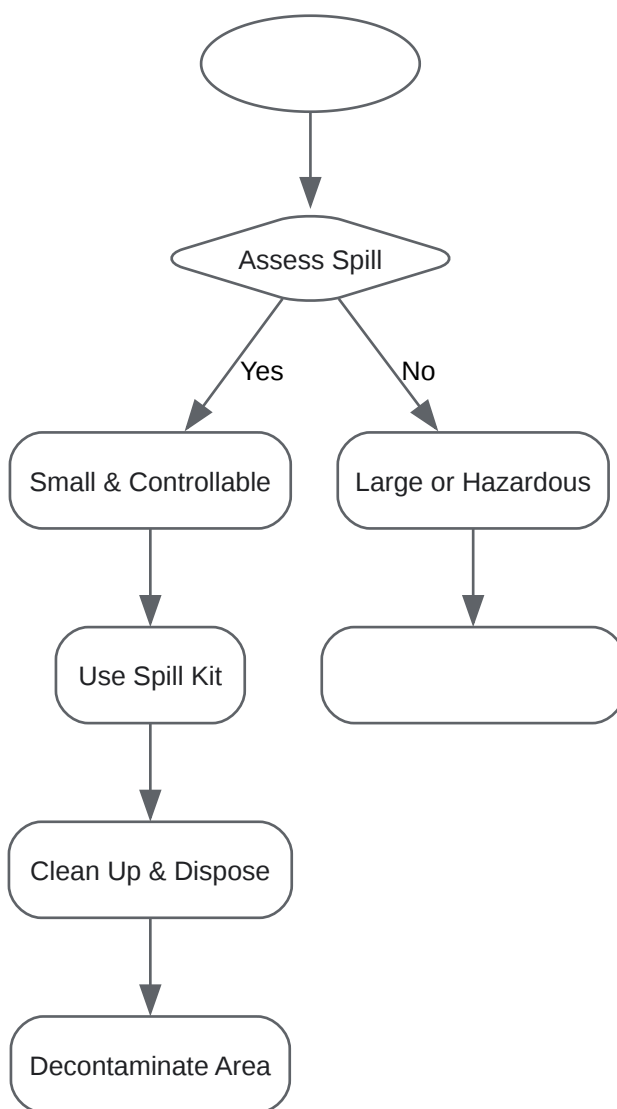 Assess Spill
Yes
No
Small & Controllable
Large or Hazardous
Use Spill Kit
Clean Up & Dispose
Decontaminate Area